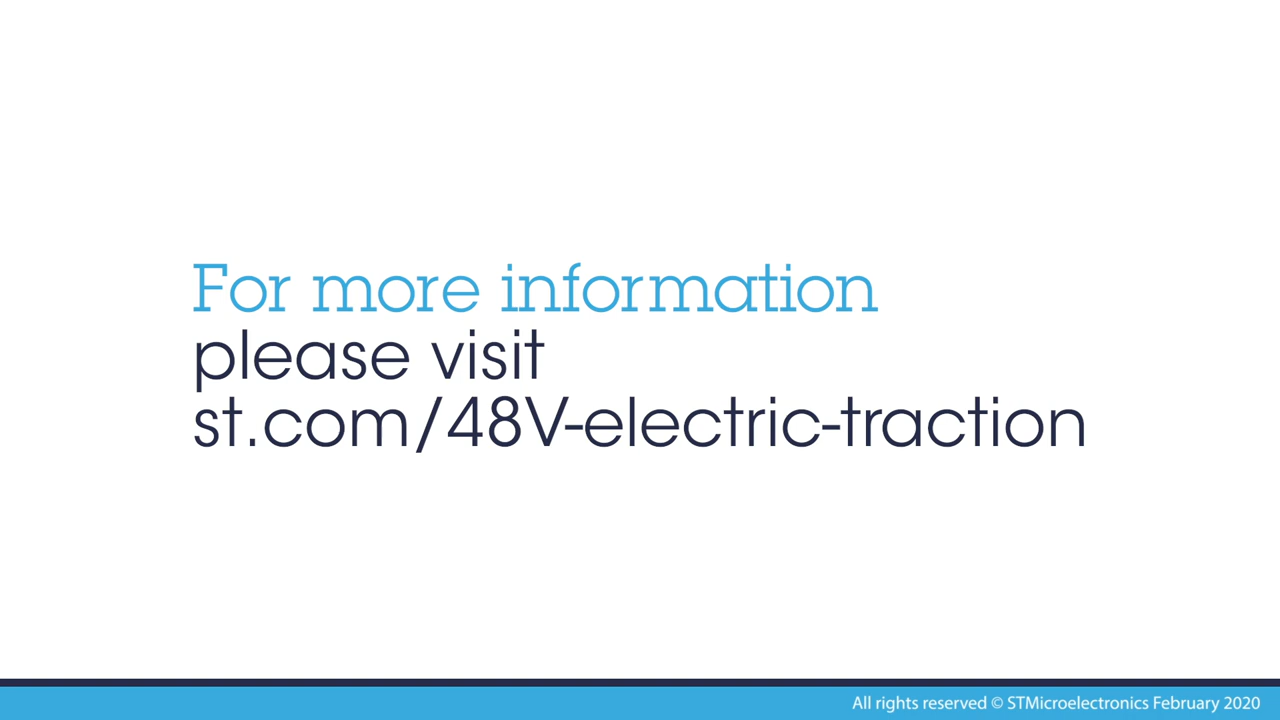 For more information
please visit
st.com/48V-electric-traction
All rights reserved © STMicroelectronics February 2020